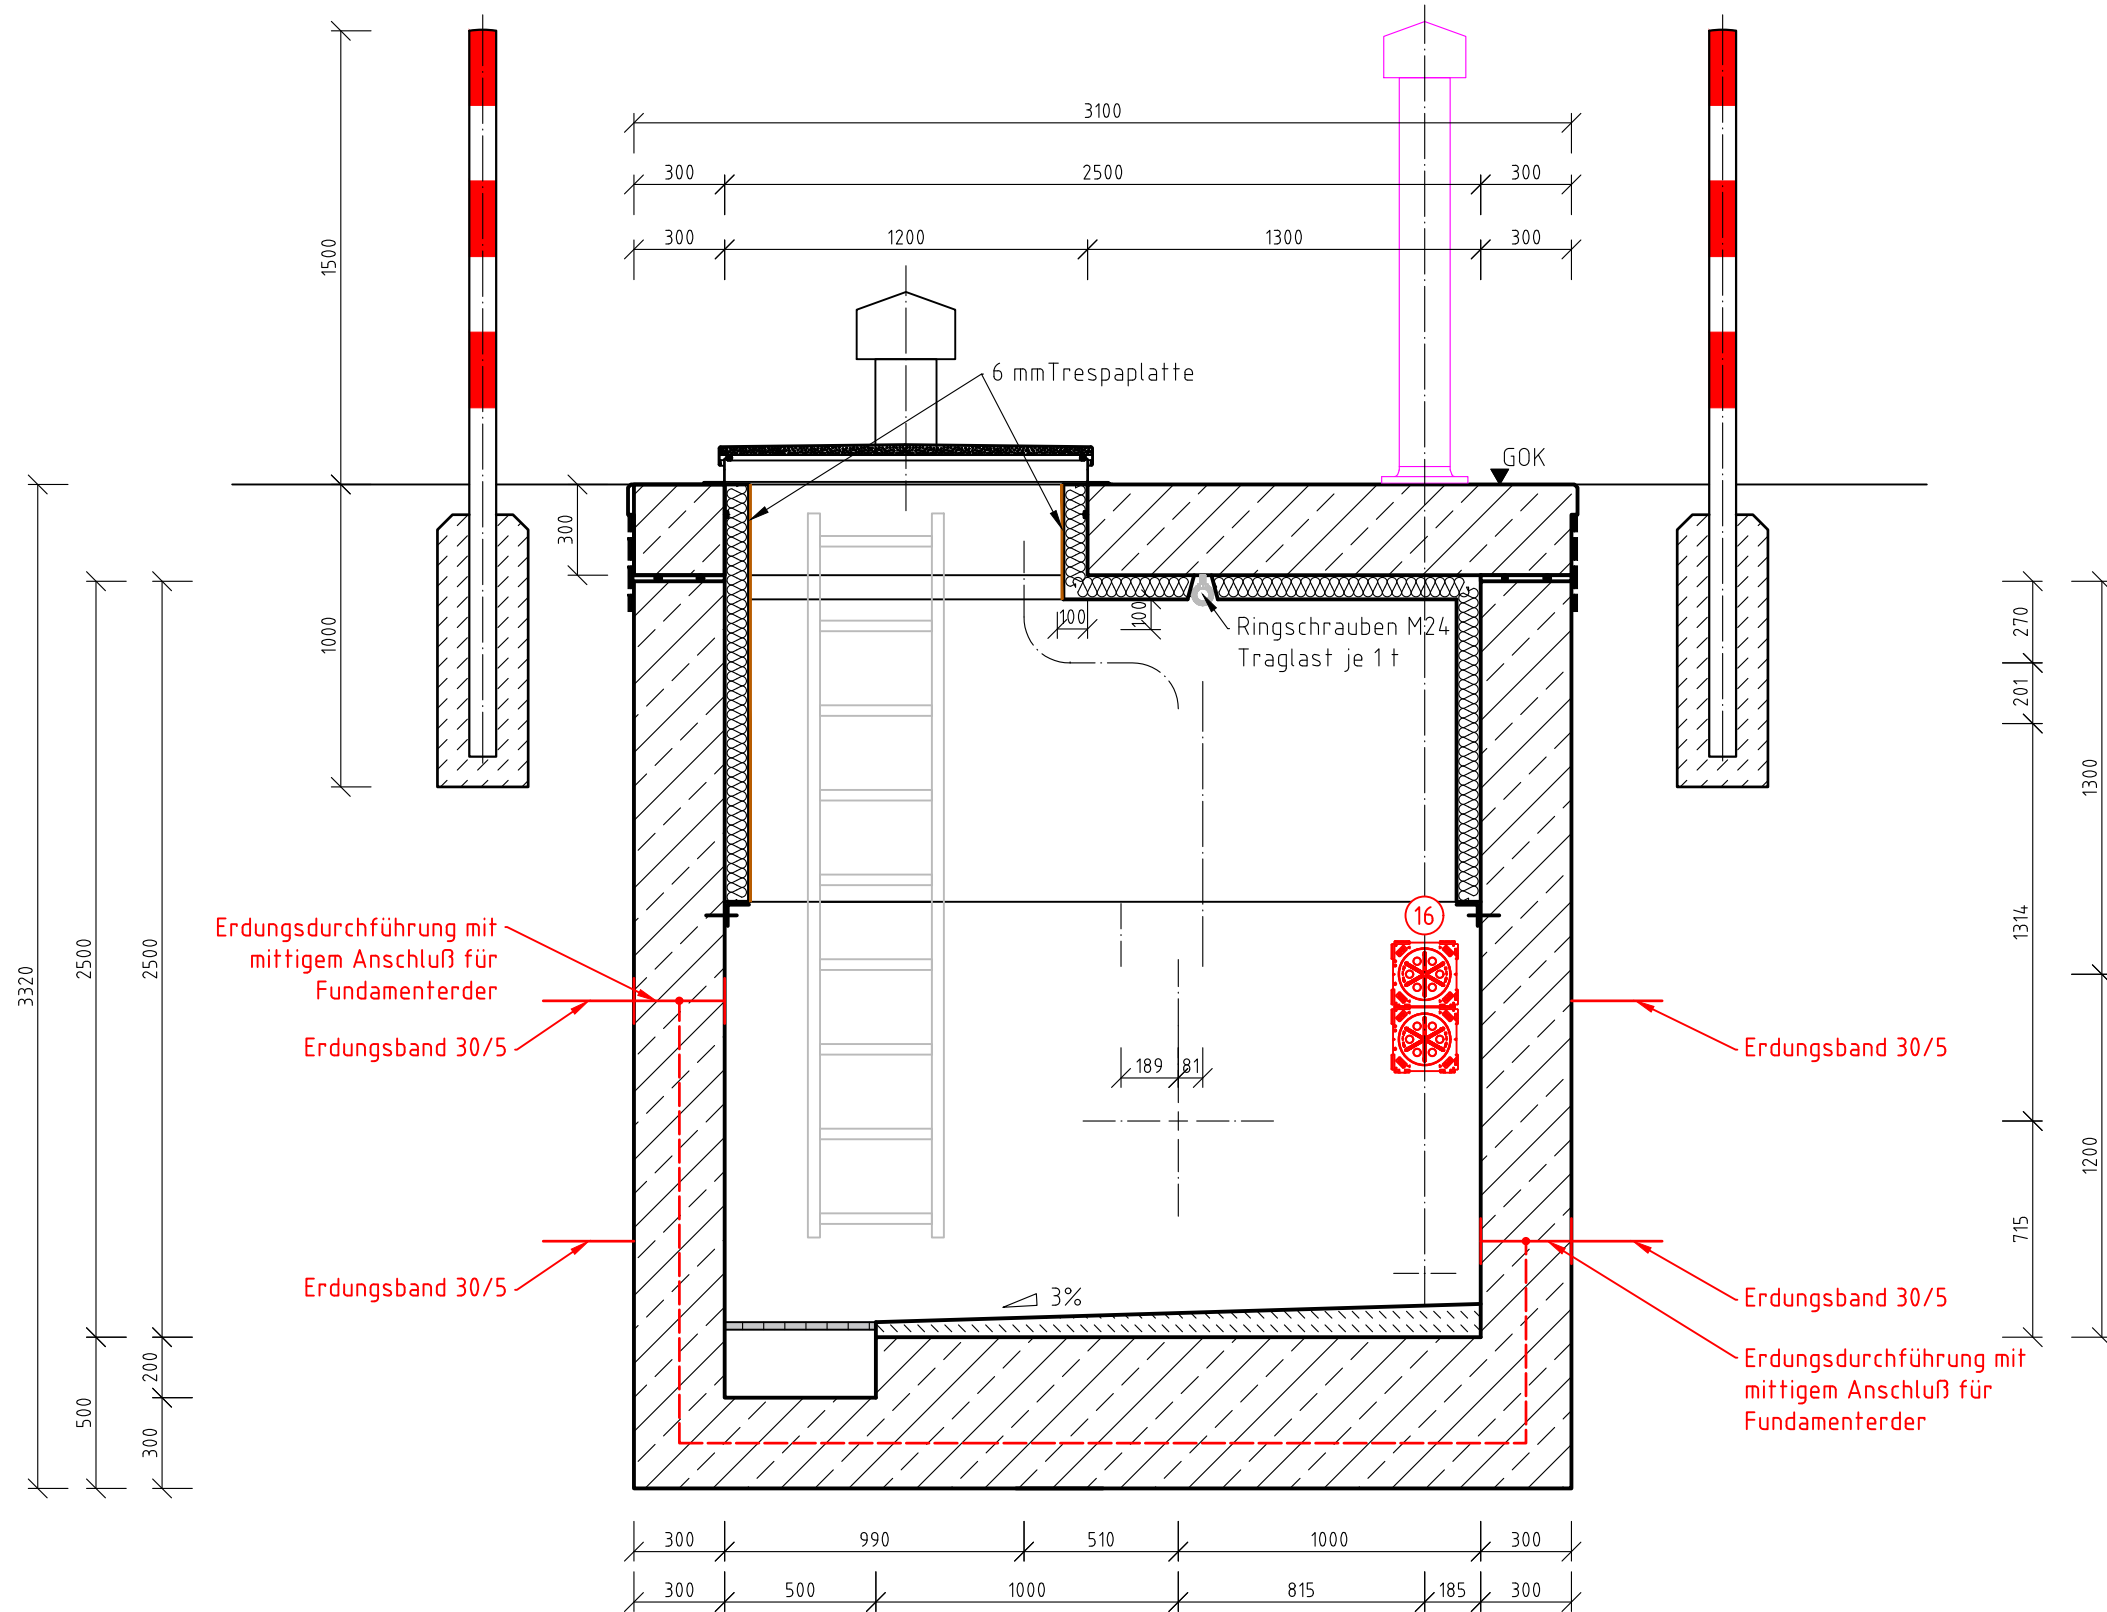 3100
300
2500
300
300
1200
1300
300
1500
6 mmTrespaplatte
GOK
300
1000
100
100
Ringschrauben M24
Traglast je 1 t
270
201
1300
1314
16
Erdungsdurchführung mit
mittigem Anschluß für
Fundamenterder
Erdungsband 30/5
Erdungsband 30/5
3320
2500
2500
189
81
1200
715
Erdungsband 30/5
3%
Erdungsband 30/5
Erdungsdurchführung mit
mittigem Anschluß für
Fundamenterder
500
200
300
300
990
510
1000
300
300
500
1000
815
185
300